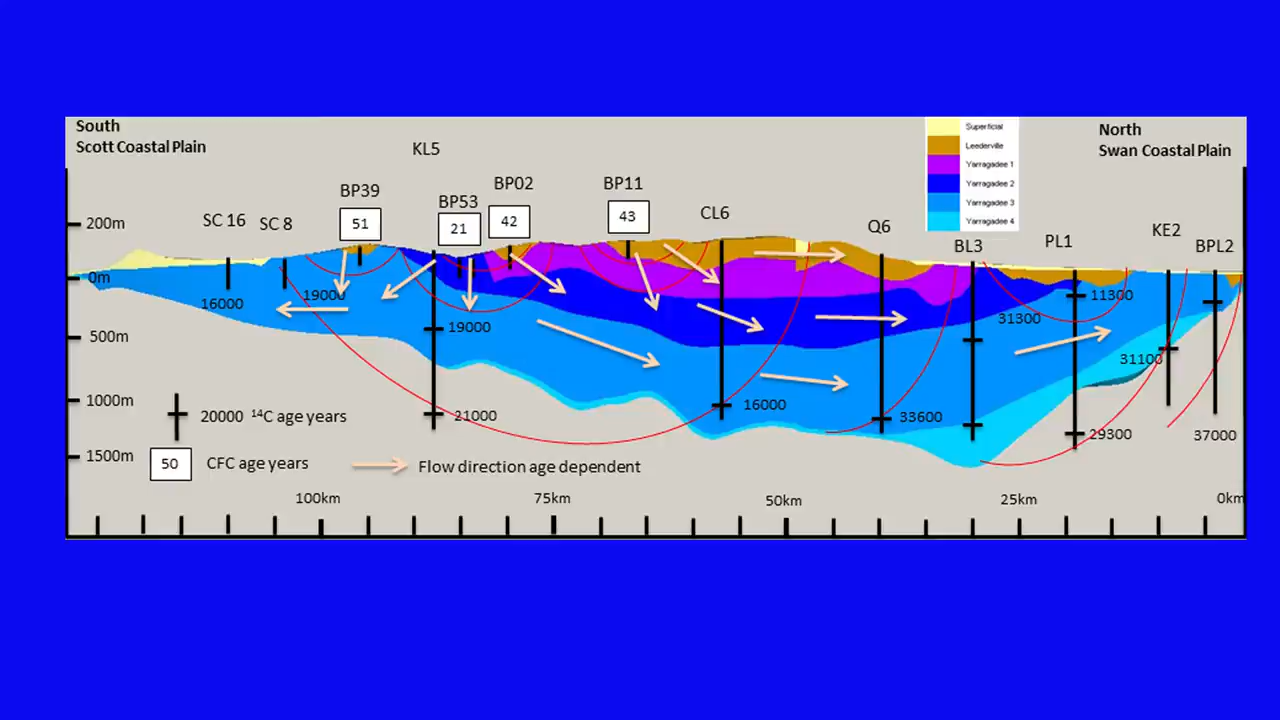 South
Scott Coastal Plain
North
Swan Coastal Plain
Superficial
Leederville
Yarragadee 1
Yarragadee 2
Yarragadee 3
Yarragadee 4
KL5
BP39
BP53
BP02
BP11
CL6
SC 16
SC 8
Q6
BL3
PL1
KE2
BPL2
51
21
42
43
200m
0m
500m
1000m
1500m
16000
19000
19000
21000
16000
33600
31300
11300
31100
29300
37000
20000 14C age years
50 CFC age years
Flow direction age dependent
100km
75km
50km
25km
0km